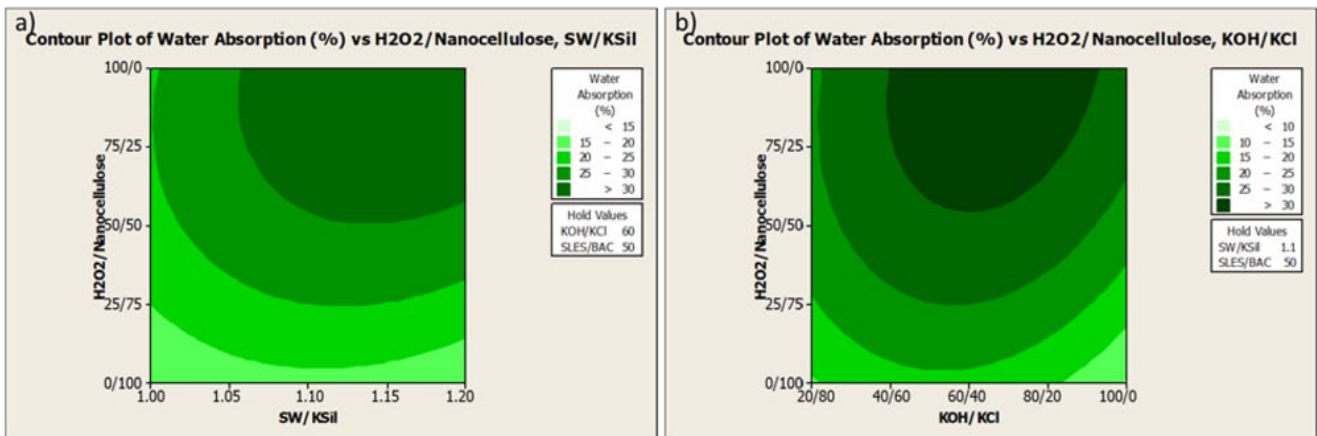 a)
Contour Plot of Water Absorption (%) vs H2O2/Nanocellulose, SW/KSil
100/0
75/25
50/50
25/75
0/100
H2O2/Nanocellulose
1.00 1.05 1.10 1.15 1.20
SW/KSil
Water
Absorption
(%)
< 15
15 – 20
20 – 25
25 – 30
> 30
Hold Values
KOH/KCl 60
SLES/BAC 50
b)
Contour Plot of Water Absorption (%) vs H2O2/Nanocellulose, KOH/KCl
100/0
75/25
50/50
25/75
0/100
H2O2/Nanocellulose
20/80 40/60 60/40 80/20 100/0
KOH/KCl
Water
Absorption
(%)
< 10
10 – 15
15 – 20
20 – 25
25 – 30
> 30
Hold Values
SW/KSil 1.1
SLES/BAC 50